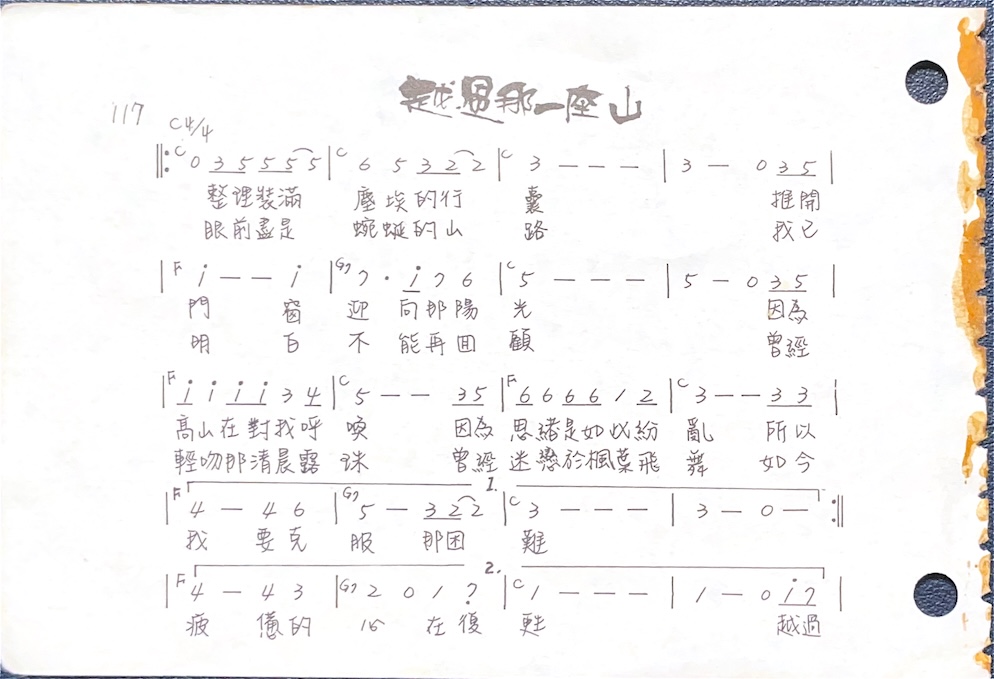 越過那一座山
117
C 4/4
‖: C 0 3 5 5 5 5 | C 6 5 3 2 2 | C 3 — — — | 3 — 0 3 5 |
整理裝滿 塵埃的行 囊 推開
眼前盡是 蜿蜒的山 路 我已
| F i — — i | G7 7 · i 7 6 | C 5 — — — | 5 — 0 3 5 |
門 窗 迎 向那陽 光 因為
明 白 不 能再回 顧 曾經
| F i i i i 3 4 | C 5 — — 3 5 | F 6 6 6 6 1 2 | C 3 — — 3 3 |
高山在對我呼 喚 因為 思緒是如此紛 亂 所以
輕吻那清晨露 珠 曾經 迷戀於楓葉飛 舞 如今
1.
| F 4 — 4 6 | G7 5 — 3 2 2 | C 3 — — — | 3 — 0 — :‖
我 要克 服 那困 難
2.
| F 4 — 4 3 | G7 2 0 1 7̣ | C 1 — — — | 1 — 0 i 7 |
疲 憊的 心 在復 甦 越過